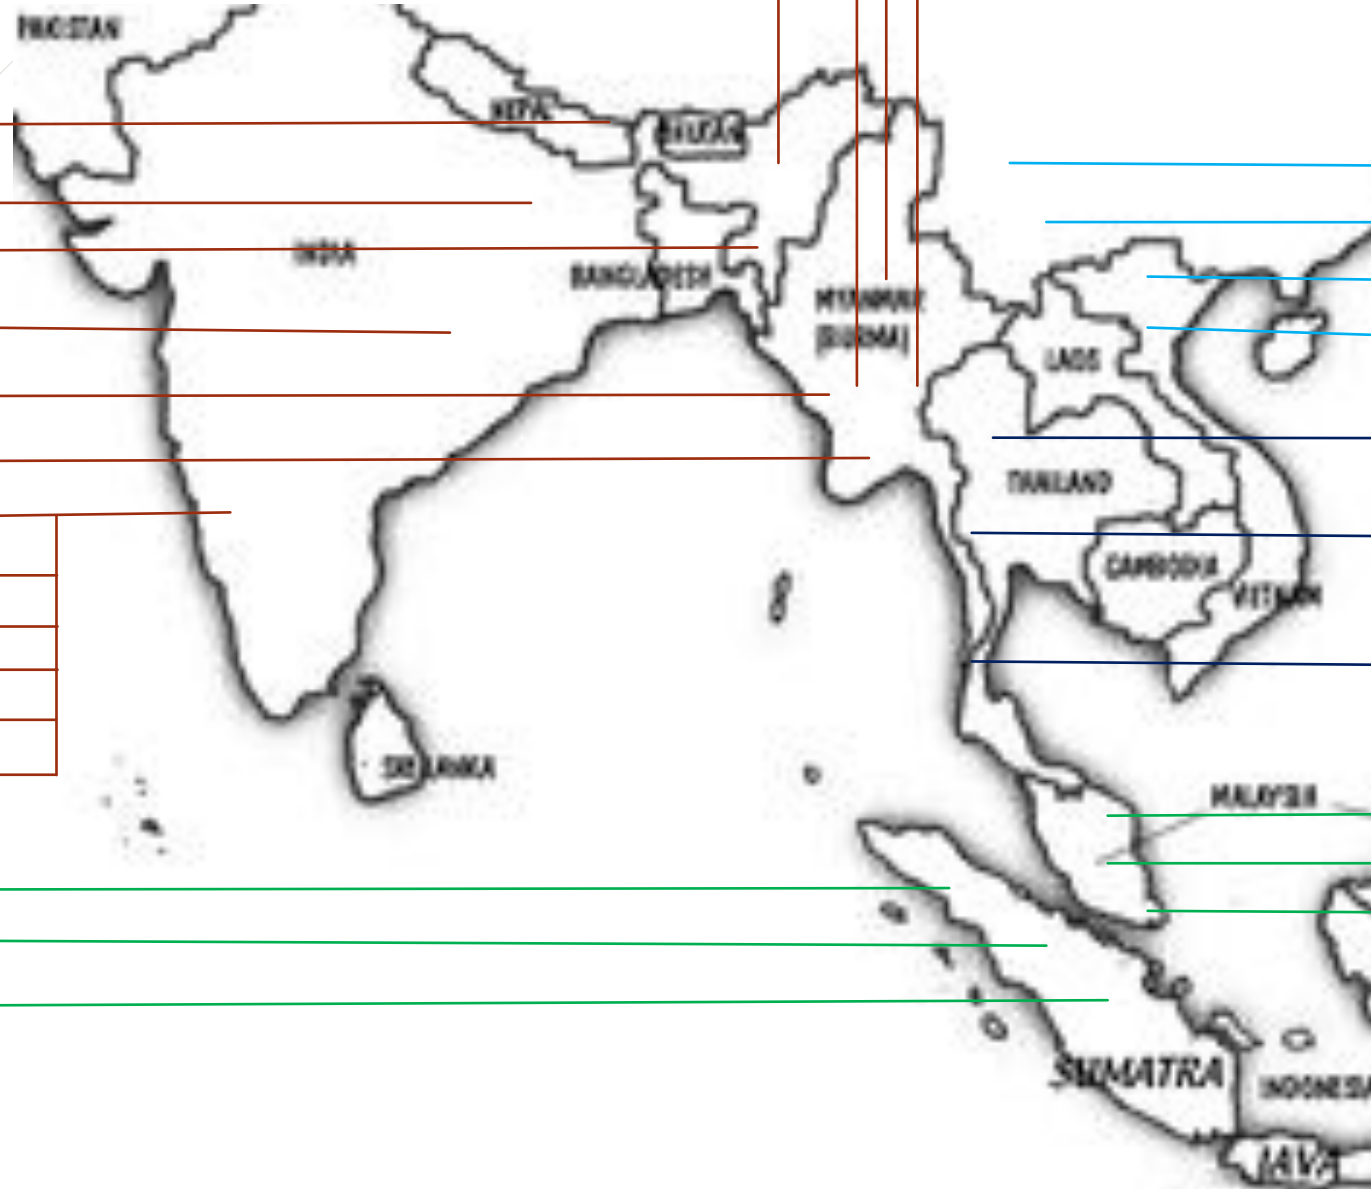 PAKISTAN
NEPAL
BHUTAN
INDIA
BANGLADESH
MYANMAR
(BURMA)
LAOS
THAILAND
CAMBODIA
VIETNAM
SRI LANKA
MALAYSIA
SUMATRA
INDONESIA
JAVA